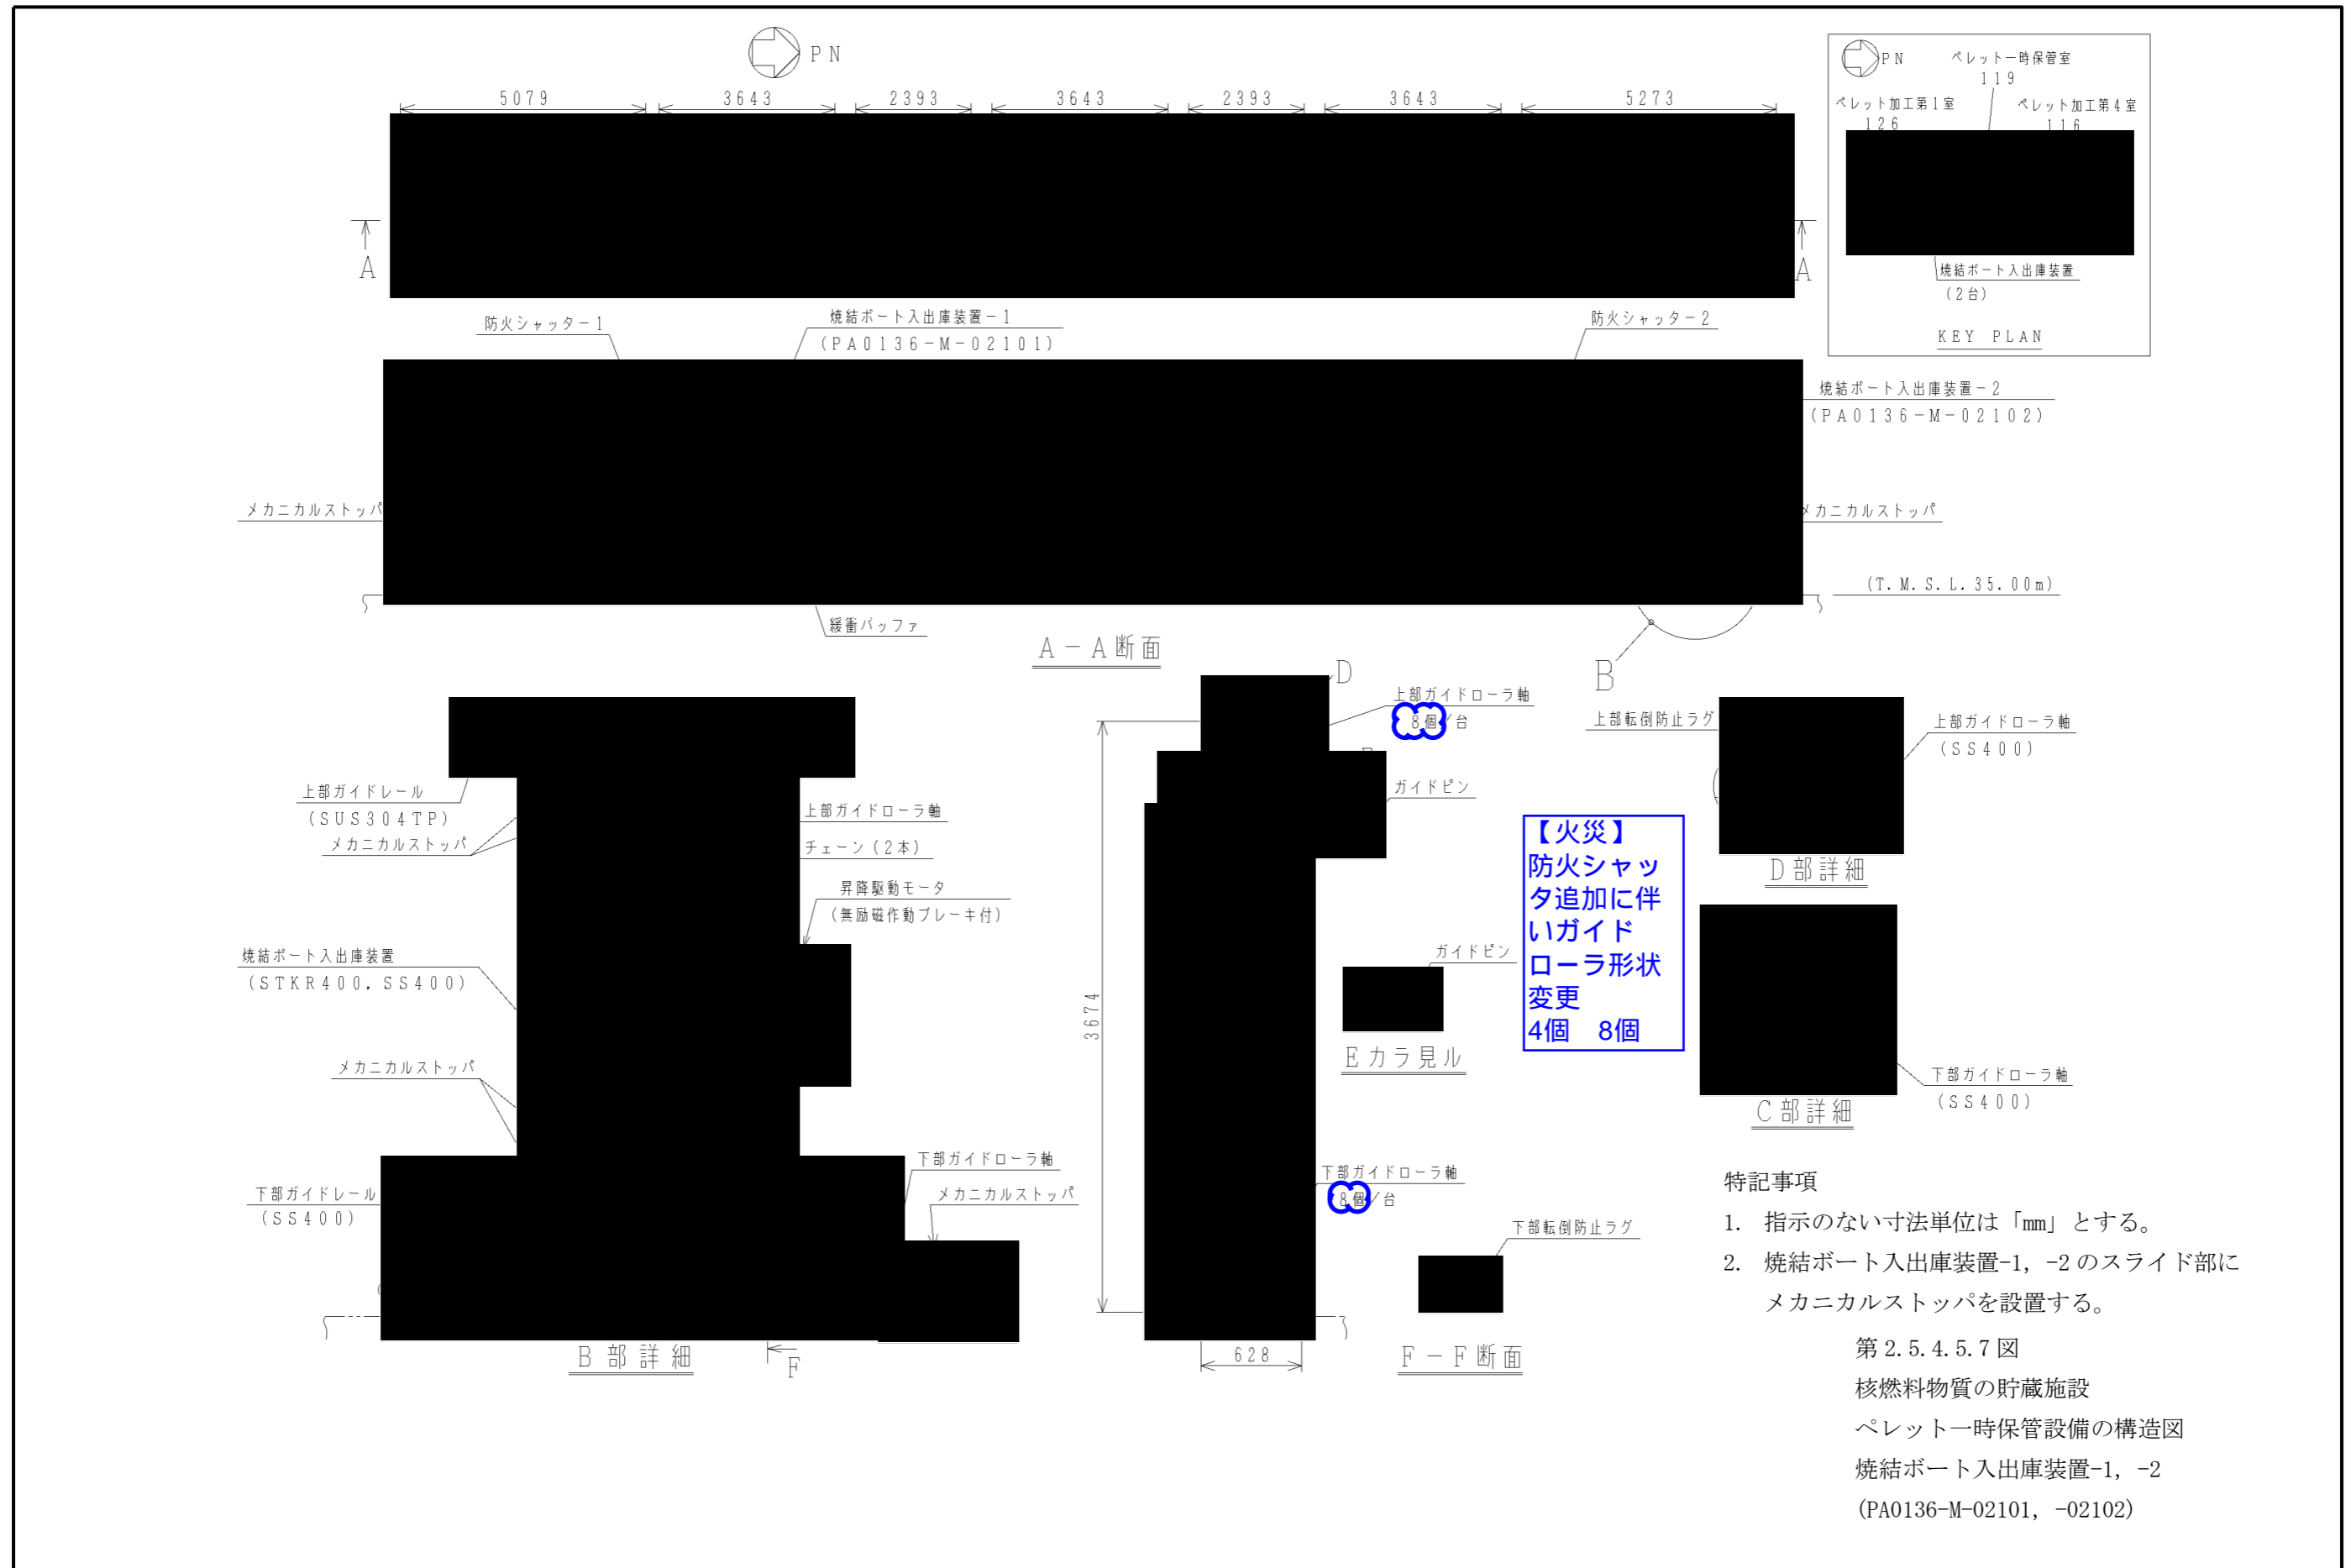 PN
5079
3643
2393
3643
2393
3643
5273
A
A
PN
ペレット一時保管室
119
ペレット加工第1室
126
ペレット加工第4室
116
焼結ボート入出庫装置
(2台)
KEY PLAN
防火シャッター1
焼結ボート入出庫装置-1
(PA0136-M-02101)
防火シャッター2
焼結ボート入出庫装置-2
(PA0136-M-02102)
メカニカルストッパ
メカニカルストッパ
(T.M.S.L.35.00m)
緩衝バッファ
A-A断面
B
上部ガイドレール
(SUS304TP)
メカニカルストッパ
上部ガイドローラ軸
チェーン(2本)
昇降駆動モータ
(無励磁作動ブレーキ付)
焼結ボート入出庫装置
(STKR400,SS400)
メカニカルストッパ
下部ガイドローラ軸
メカニカルストッパ
下部ガイドレール
(SS400)
B部詳細
F
D
上部ガイドローラ軸
8個/台
ガイドピン
3674
ガイドピン
Eカラ見ル
下部ガイドローラ軸
8個/台
下部転倒防止ラグ
628
F-F断面
【火災】
防火シャッ
タ追加に伴
いガイド
ローラ形状
変更
4個　8個
上部転倒防止ラグ
上部ガイドローラ軸
(SS400)
D部詳細
下部ガイドローラ軸
(SS400)
C部詳細
特記事項
1. 指示のない寸法単位は「mm」とする。
2. 焼結ボート入出庫装置-1, -2のスライド部に
メカニカルストッパを設置する。
第2.5.4.5.7図
核燃料物質の貯蔵施設
ペレット一時保管設備の構造図
焼結ボート入出庫装置-1, -2
(PA0136-M-02101, -02102)